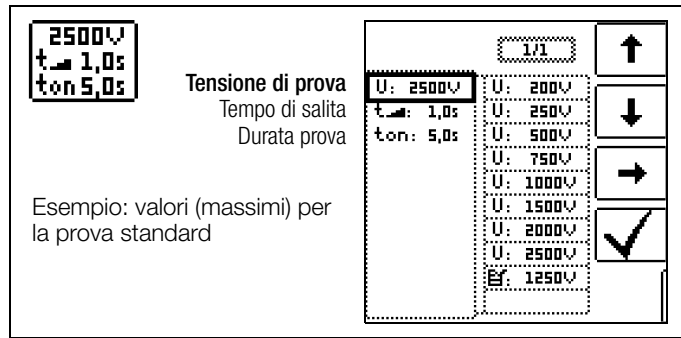 2500V
t 1,0s
ton 5,0s
Tensione di prova
Tempo di salita
Durata prova
Esempio: valori (massimi) per
la prova standard
1/1
U: 2500V
t: 1,0s
ton: 5,0s
U: 200V
U: 250V
U: 500V
U: 750V
U: 1000V
U: 1500V
U: 2000V
U: 2500V
: 1250V